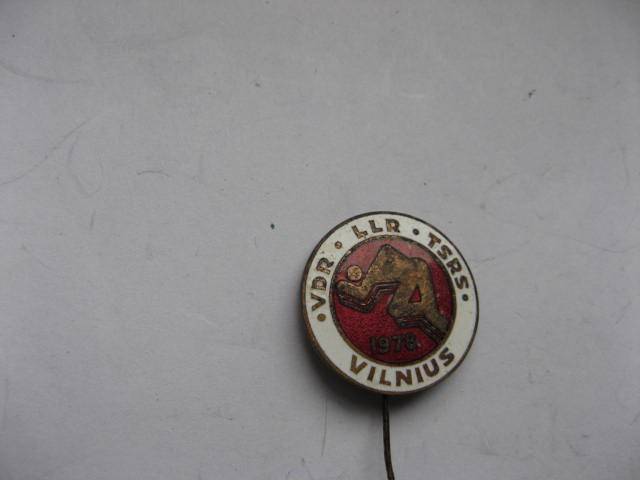 • VDR • LLR • TSRS •
1978
VILNIUS